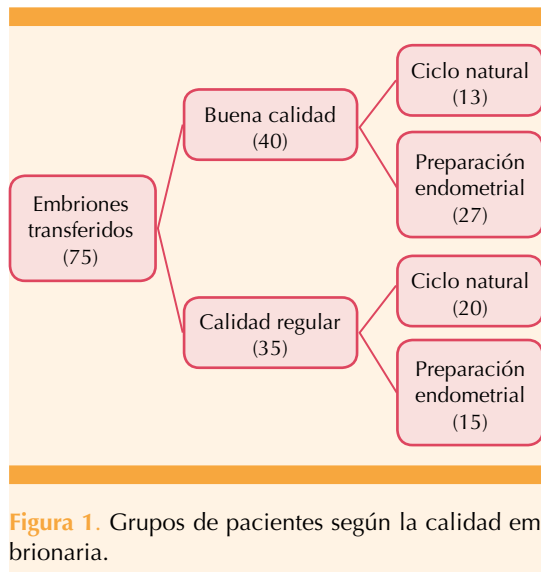 Embriones
transferidos
(75)
Buena calidad
(40)
Ciclo natural
(13)
Preparación
endometrial
(27)
Calidad regular
(35)
Ciclo natural
(20)
Preparación
endometrial
(15)
Figura 1. Grupos de pacientes según la calidad em
brionaria.